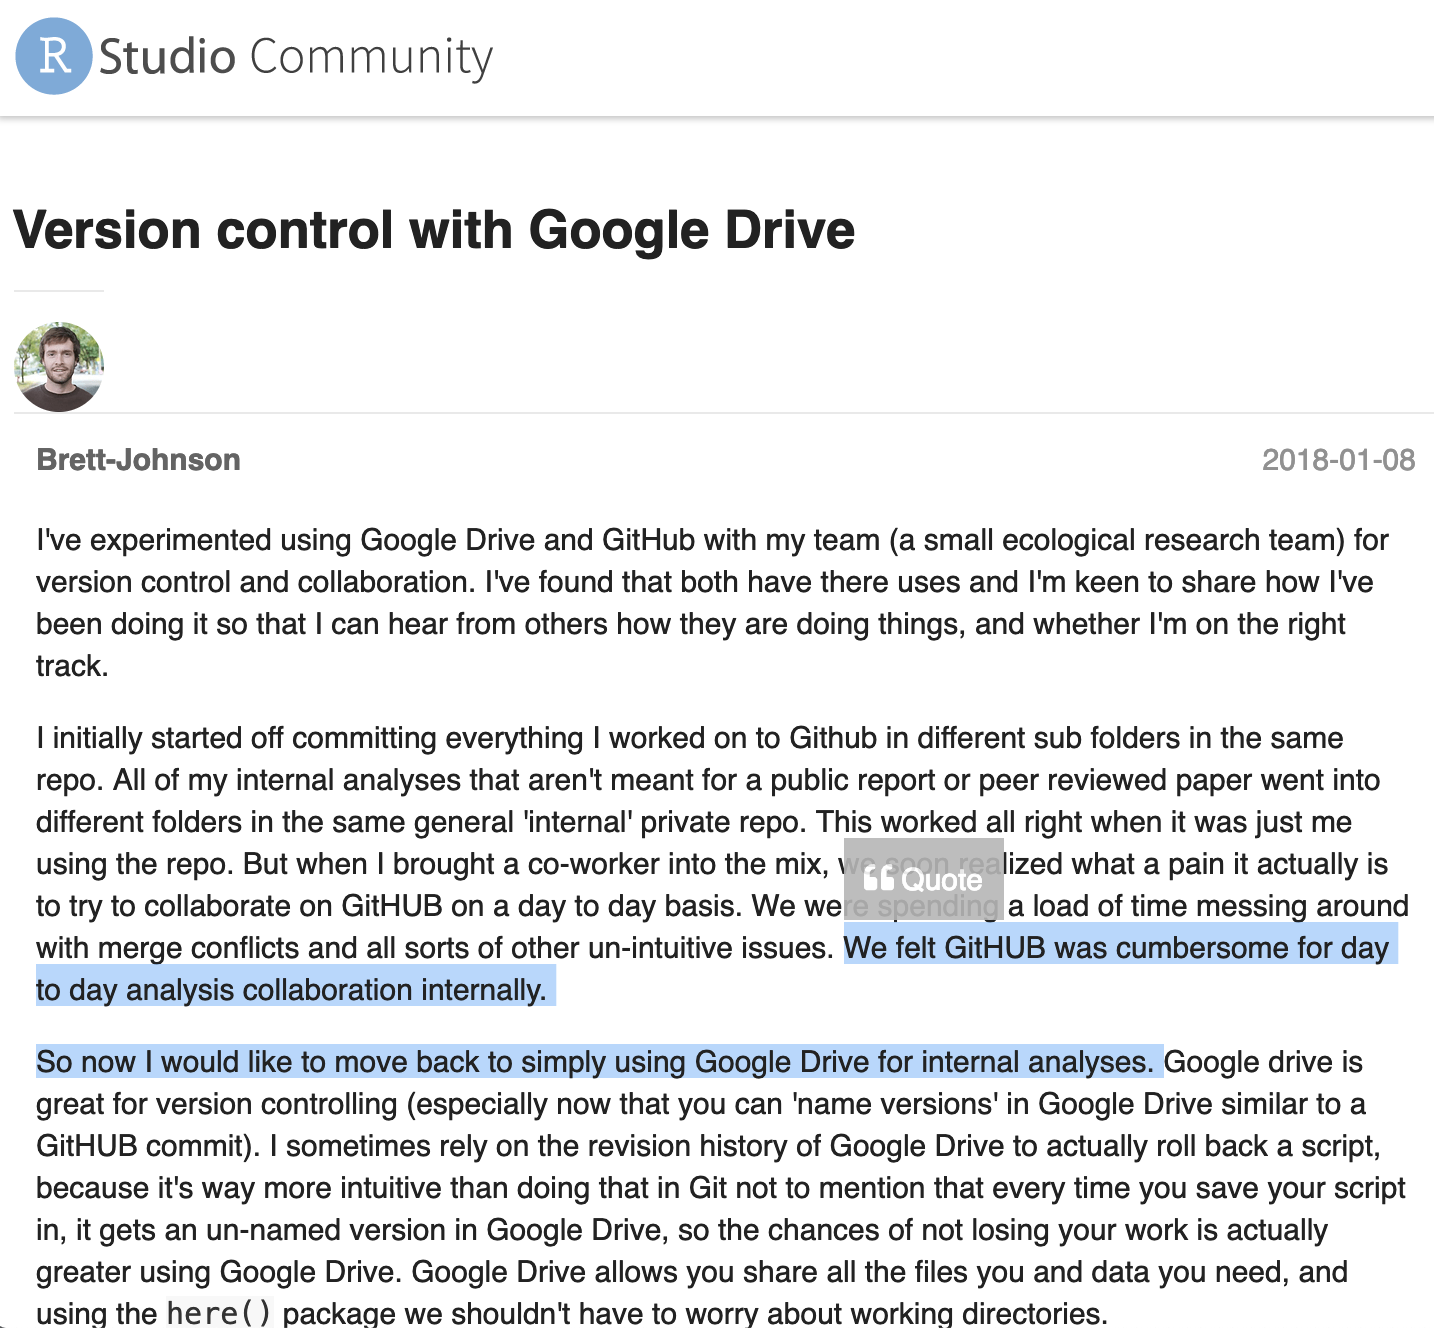 R Studio Community
Version control with Google Drive
Brett-Johnson 2018-01-08
I've experimented using Google Drive and GitHub with my team (a small ecological research team) for
version control and collaboration. I've found that both have there uses and I'm keen to share how I've
been doing it so that I can hear from others how they are doing things, and whether I'm on the right
track.
I initially started off committing everything I worked on to Github in different sub folders in the same
repo. All of my internal analyses that aren't meant for a public report or peer reviewed paper went into
different folders in the same general 'internal' private repo. This worked all right when it was just me
using the repo. But when I brought a co-worker into the mix, we soon realized what a pain it actually is
❝ Quote
to try to collaborate on GitHUB on a day to day basis. We were spending a load of time messing around
with merge conflicts and all sorts of other un-intuitive issues. We felt GitHUB was cumbersome for day
to day analysis collaboration internally.
So now I would like to move back to simply using Google Drive for internal analyses. Google drive is
great for version controlling (especially now that you can 'name versions' in Google Drive similar to a
GitHUB commit). I sometimes rely on the revision history of Google Drive to actually roll back a script,
because it's way more intuitive than doing that in Git not to mention that every time you save your script
in, it gets an un-named version in Google Drive, so the chances of not losing your work is actually
greater using Google Drive. Google Drive allows you share all the files you and data you need, and
using the here() package we shouldn't have to worry about working directories.